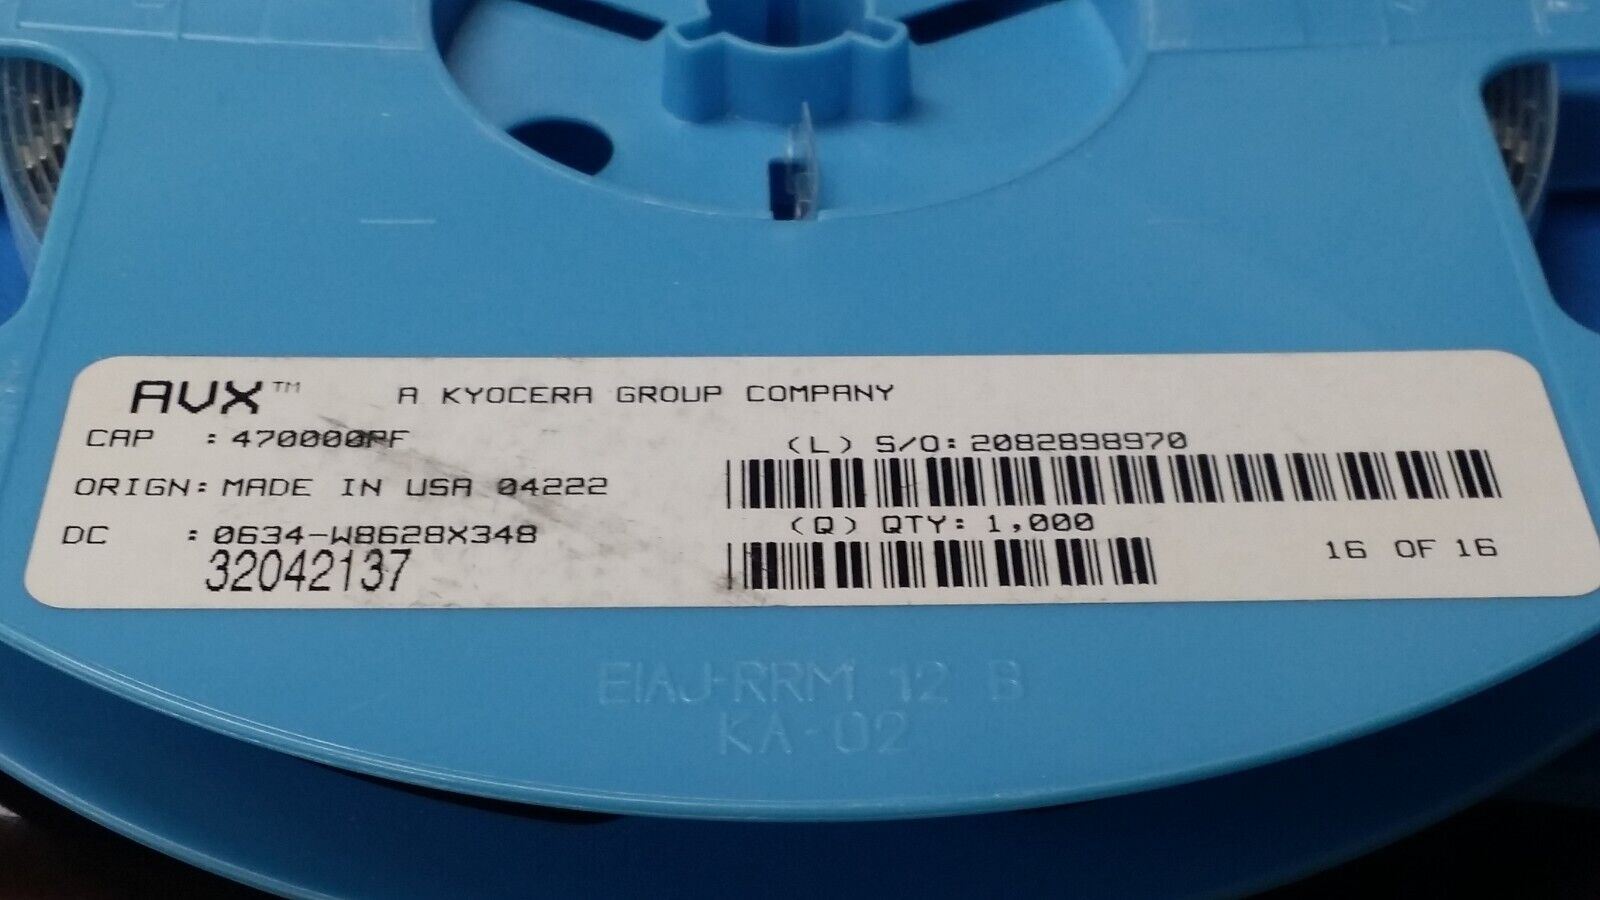 AVX™ A KYOCERA GROUP COMPANY
CAP : 470000PF
(L) S/O: 2082898970
ORIGN: MADE IN USA 04222
(Q) QTY: 1,000
DC : 0634-W8628X348
16 OF 16
32042137
EIAJ-RRM 12 B
KA-02